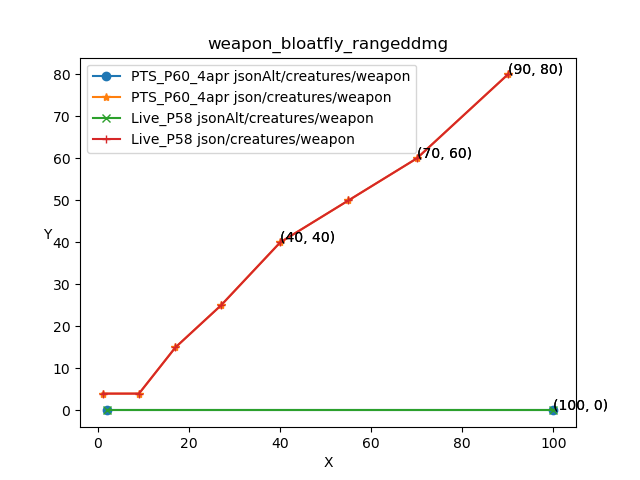 weapon_bloatfly_rangeddmg
PTS_P60_4apr jsonAlt/creatures/weapon
PTS_P60_4apr json/creatures/weapon
Live_P58 jsonAlt/creatures/weapon
Live_P58 json/creatures/weapon
(90, 80)
(70, 60)
(40, 40)
(100, 0)
Y
80
70
60
50
40
30
20
10
0
0 20 40 60 80 100
X